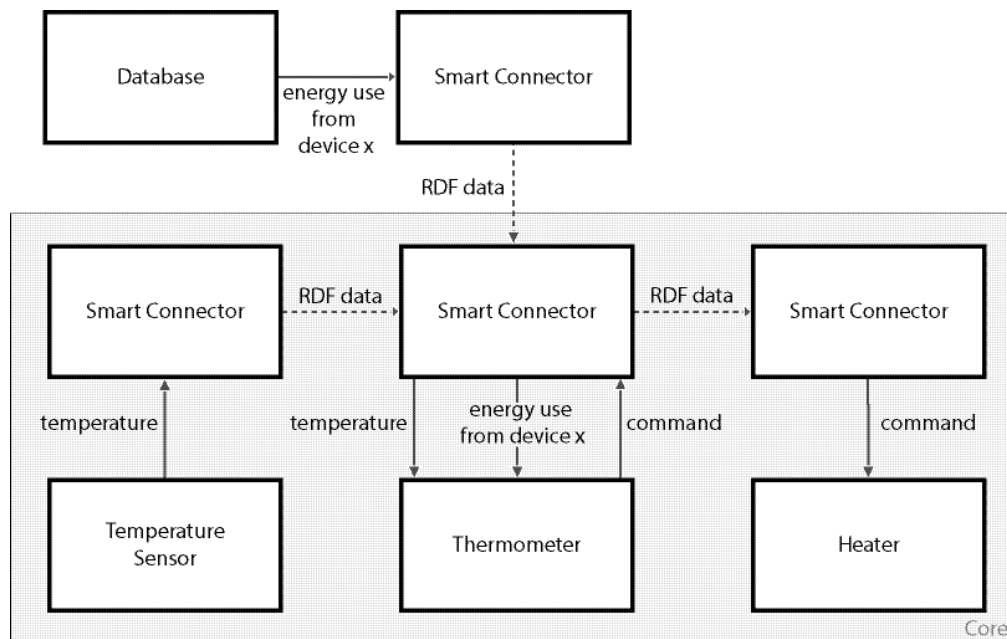 Database
energy use
from
device x
Smart Connector
RDF data
Smart Connector
RDF data
Smart Connector
RDF data
Smart Connector
temperature
temperature
energy use
from device x
command
command
Temperature
Sensor
Thermometer
Heater
Core